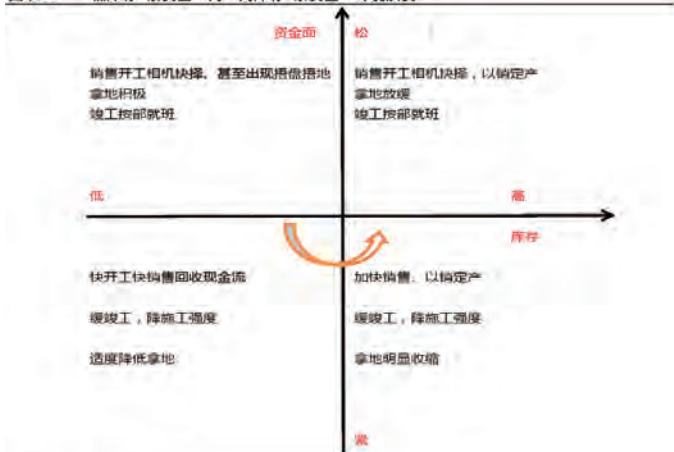 资金面 松
销售开工相机抉择，甚至出现捂盘捂地
拿地积极
竣工按部就班
销售开工相机抉择，以销定产
拿地放缓
竣工按部就班
低
高
库存
快开工快销售回收现金流
缓竣工，降施工强度
适度降低拿地
加快销售、以销定产
缓竣工，降施工强度
拿地明显收缩
紧